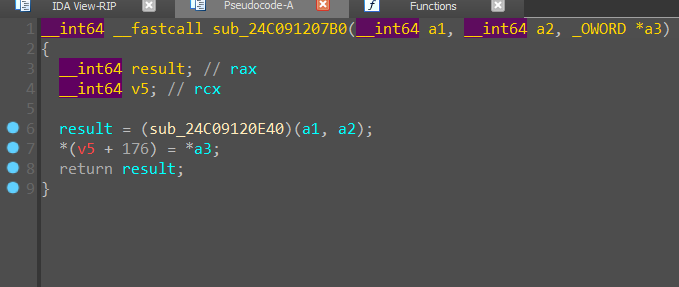 IDA View-RIP Pseudocode-A Functions
1 __int64 __fastcall sub_24C091207B0(__int64 a1, __int64 a2, _OWORD *a3)
2 {
3 __int64 result; // rax
4 __int64 v5; // rcx
5
6 result = (sub_24C09120E40)(a1, a2);
7 *(v5 + 176) = *a3;
8 return result;
9 }